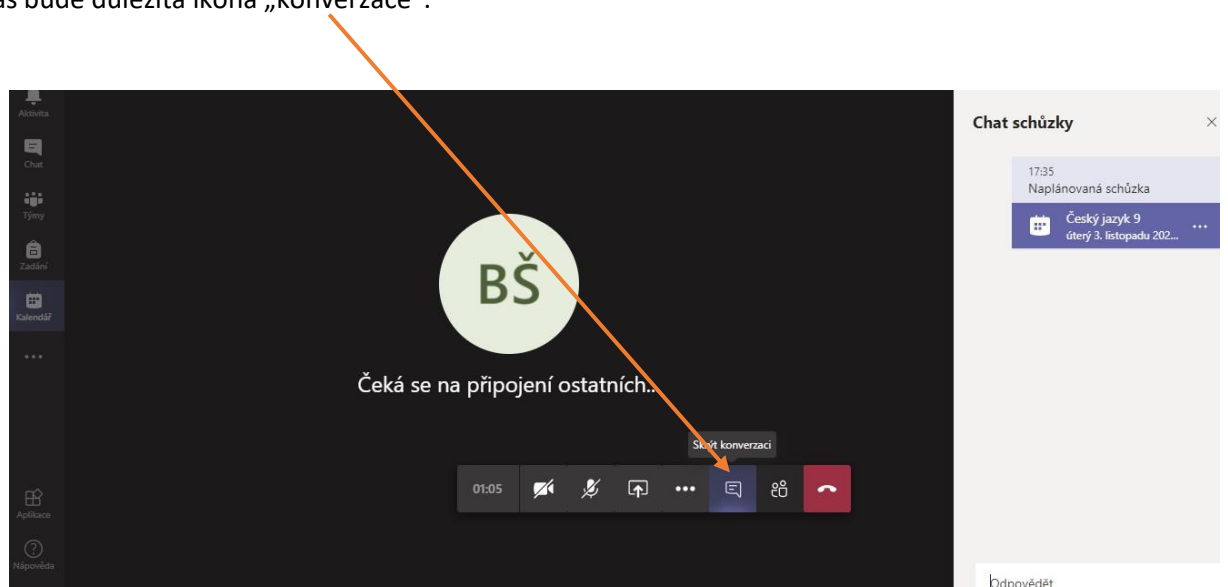 bude důležitá ikona „konverzace“.
Aktivita
Chat
Týmy
Zadání
Kalendář
Aplikace
Nápověda
BŠ
Čeká se na připojení ostatních...
Skrýt konverzaci
01:05
Chat schůzky
17:35
Naplánovaná schůzka
Český jazyk 9
úterý 3. listopadu 202...
Odpovědět